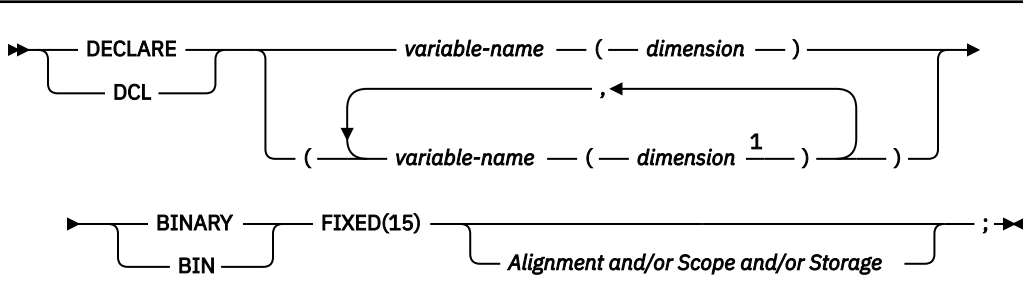 DECLARE variable-name ( dimension )
DCL
,
1
( variable-name ( dimension ) )
BINARY FIXED(15) ;
BIN
Alignment and/or Scope and/or Storage